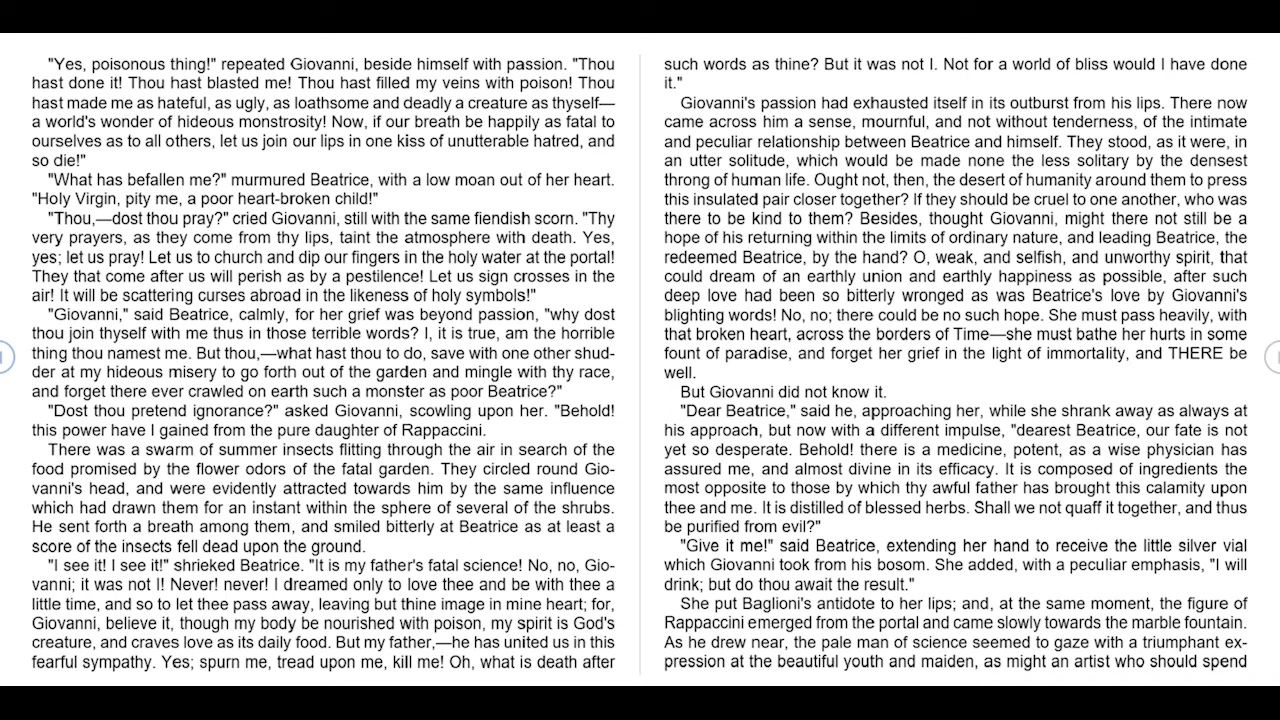 "Yes, poisonous thing!" repeated Giovanni, beside himself with passion. "Thou
hast done it! Thou hast blasted me! Thou hast filled my veins with poison! Thou
hast made me as hateful, as ugly, as loathsome and deadly a creature as thyself—
a world's wonder of hideous monstrosity! Now, if our breath be happily as fatal to
ourselves as to all others, let us join our lips in one kiss of unutterable hatred, and
so die!"
"What has befallen me?" murmured Beatrice, with a low moan out of her heart.
"Holy Virgin, pity me, a poor heart-broken child!"
"Thou,—dost thou pray?" cried Giovanni, still with the same fiendish scorn. "Thy
very prayers, as they come from thy lips, taint the atmosphere with death. Yes,
yes; let us pray! Let us to church and dip our fingers in the holy water at the portal!
They that come after us will perish as by a pestilence! Let us sign crosses in the
air! It will be scattering curses abroad in the likeness of holy symbols!"
"Giovanni," said Beatrice, calmly, for her grief was beyond passion, "why dost
thou join thyself with me thus in those terrible words? I, it is true, am the horrible
thing thou namest me. But thou,—what hast thou to do, save with one other shud-
der at my hideous misery to go forth out of the garden and mingle with thy race,
and forget there ever crawled on earth such a monster as poor Beatrice?"
"Dost thou pretend ignorance?" asked Giovanni, scowling upon her. "Behold!
this power have I gained from the pure daughter of Rappaccini.
There was a swarm of summer insects flitting through the air in search of the
food promised by the flower odors of the fatal garden. They circled round Gio-
vanni's head, and were evidently attracted towards him by the same influence
which had drawn them for an instant within the sphere of several of the shrubs.
He sent forth a breath among them, and smiled bitterly at Beatrice as at least a
score of the insects fell dead upon the ground.
"I see it! I see it!" shrieked Beatrice. "It is my father's fatal science! No, no, Gio-
vanni; it was not I! Never! never! I dreamed only to love thee and be with thee a
little time, and so to let thee pass away, leaving but thine image in mine heart; for,
Giovanni, believe it, though my body be nourished with poison, my spirit is God's
creature, and craves love as its daily food. But my father,—he has united us in this
fearful sympathy. Yes; spurn me, tread upon me, kill me! Oh, what is death after
such words as thine? But it was not I. Not for a world of bliss would I have done
it."
Giovanni's passion had exhausted itself in its outburst from his lips. There now
came across him a sense, mournful, and not without tenderness, of the intimate
and peculiar relationship between Beatrice and himself. They stood, as it were, in
an utter solitude, which would be made none the less solitary by the densest
throng of human life. Ought not, then, the desert of humanity around them to press
this insulated pair closer together? If they should be cruel to one another, who was
there to be kind to them? Besides, thought Giovanni, might there not still be a
hope of his returning within the limits of ordinary nature, and leading Beatrice, the
redeemed Beatrice, by the hand? O, weak, and selfish, and unworthy spirit, that
could dream of an earthly union and earthly happiness as possible, after such
deep love had been so bitterly wronged as was Beatrice's love by Giovanni's
blighting words! No, no; there could be no such hope. She must pass heavily, with
that broken heart, across the borders of Time—she must bathe her hurts in some
fount of paradise, and forget her grief in the light of immortality, and THERE be
well.
But Giovanni did not know it.
"Dear Beatrice," said he, approaching her, while she shrank away as always at
his approach, but now with a different impulse, "dearest Beatrice, our fate is not
yet so desperate. Behold! there is a medicine, potent, as a wise physician has
assured me, and almost divine in its efficacy. It is composed of ingredients the
most opposite to those by which thy awful father has brought this calamity upon
thee and me. It is distilled of blessed herbs. Shall we not quaff it together, and thus
be purified from evil?"
"Give it me!" said Beatrice, extending her hand to receive the little silver vial
which Giovanni took from his bosom. She added, with a peculiar emphasis, "I will
drink; but do thou await the result."
She put Baglioni's antidote to her lips; and, at the same moment, the figure of
Rappaccini emerged from the portal and came slowly towards the marble fountain.
As he drew near, the pale man of science seemed to gaze with a triumphant ex-
pression at the beautiful youth and maiden, as might an artist who should spend